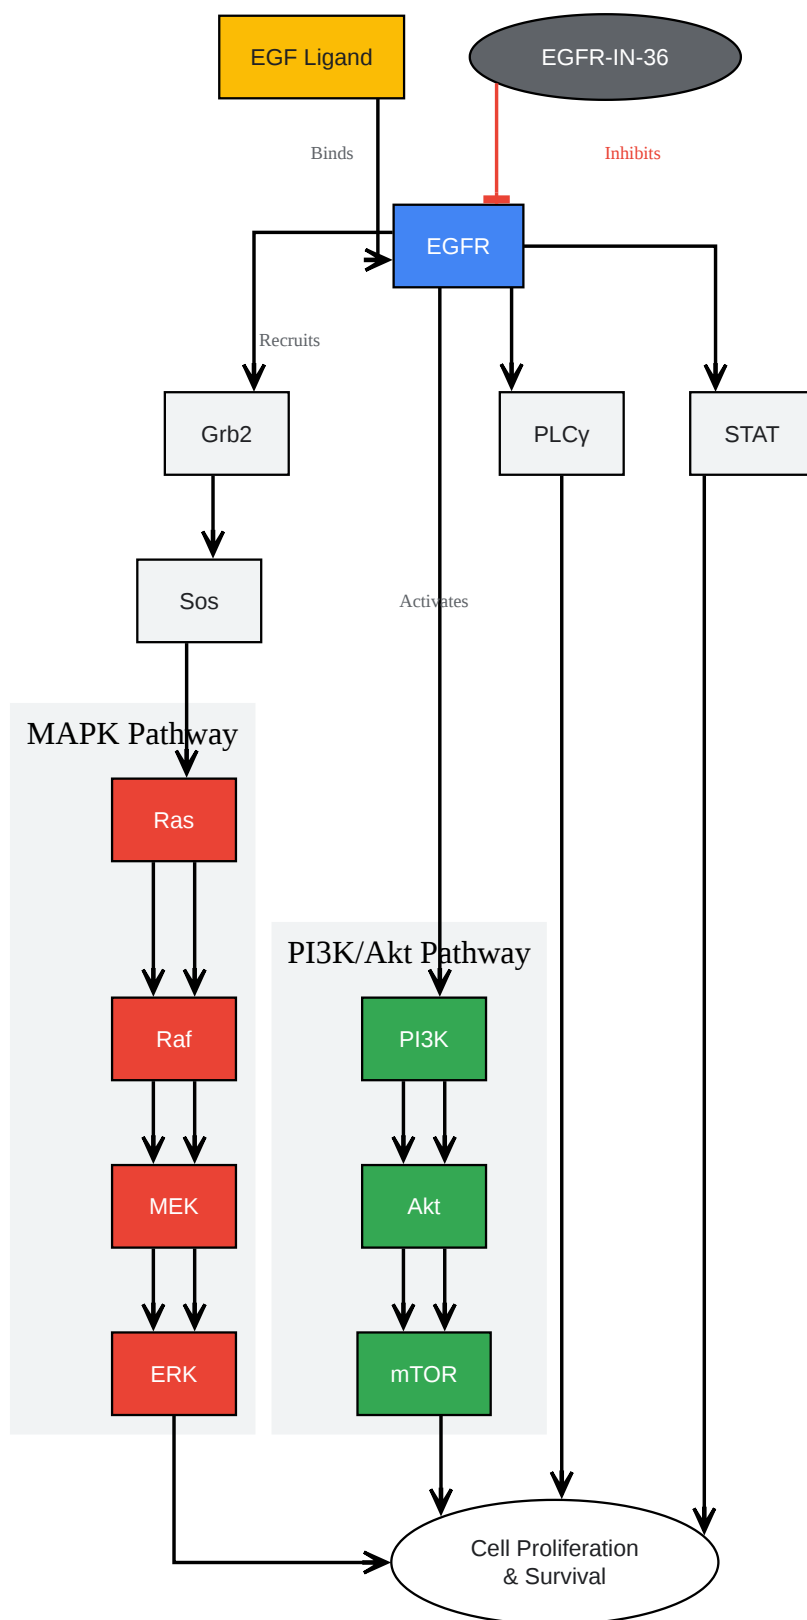 EGF Ligand
EGFR-IN-36
Binds
Inhibits
EGFR
Recruits
Grb2
PLCγ
STAT
Sos
Activates
MAPK Pathway
Ras
PI3K/Akt Pathway
Raf
PI3K
MEK
Akt
ERK
mTOR
Cell Proliferation
& Survival